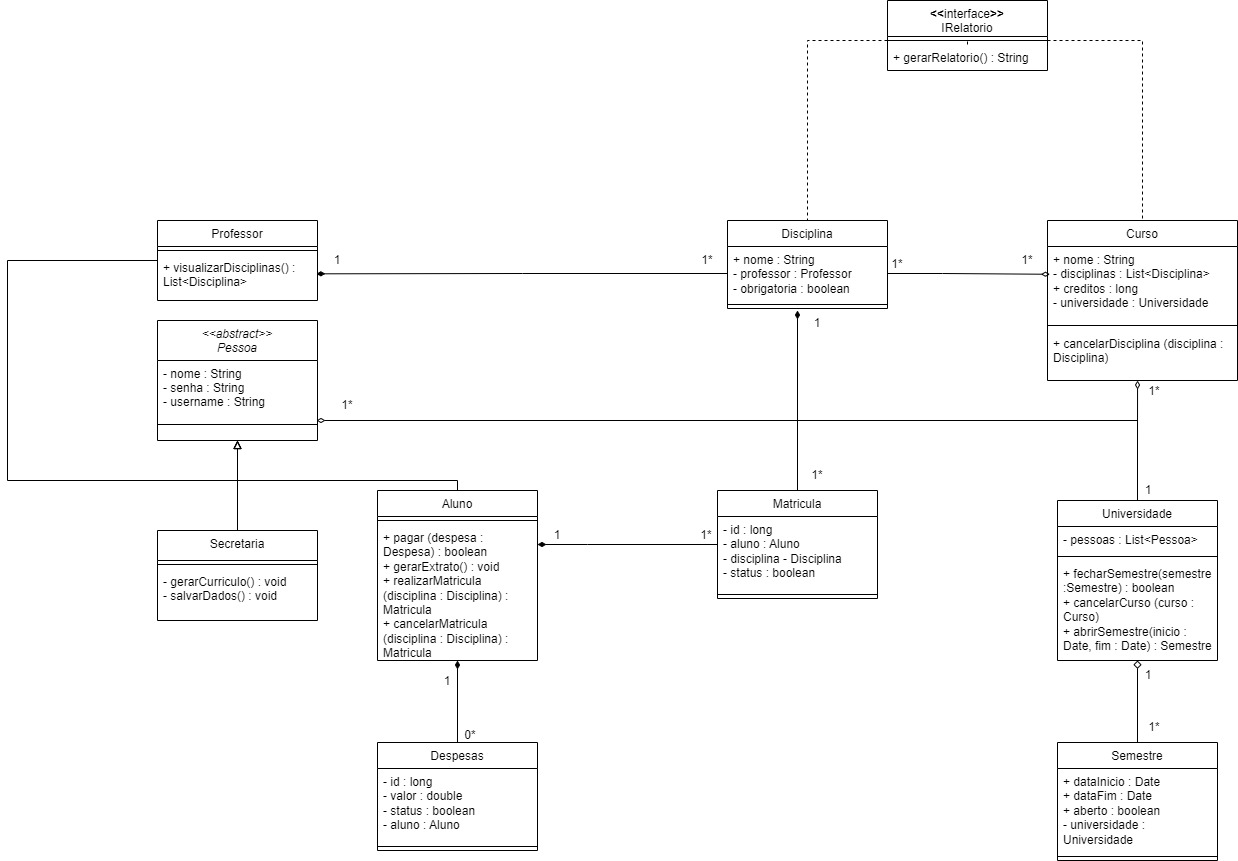 <<interface>>
IRelatorio
+ gerarRelatorio() : String
Professor
+ visualizarDisciplinas() :
List<Disciplina>
1
1*
Disciplina
+ nome : String
- professor : Professor
- obrigatoria : boolean
1*
1*
Curso
+ nome : String
- disciplinas : List<Disciplina>
+ creditos : long
- universidade : Universidade
+ cancelarDisciplina (disciplina :
Disciplina)
<<abstract>>
Pessoa
- nome : String
- senha : String
- username : String
1*
1
1*
1*
1
Secretaria
- gerarCurriculo() : void
- salvarDados() : void
Aluno
+ pagar (despesa :
Despesa) : boolean
+ gerarExtrato() : void
+ realizarMatricula
(disciplina : Disciplina) :
Matricula
+ cancelarMatricula
(disciplina : Disciplina) :
Matricula
1
1*
Matricula
- id : long
- aluno : Aluno
- disciplina - Disciplina
- status : boolean
Universidade
- pessoas : List<Pessoa>
+ fecharSemestre(semestre
:Semestre) : boolean
+ cancelarCurso (curso :
Curso)
+ abrirSemestre(inicio :
Date, fim : Date) : Semestre
1
0*
1
1*
Despesas
- id : long
- valor : double
- status : boolean
- aluno : Aluno
Semestre
+ dataInicio : Date
+ dataFim : Date
+ aberto : boolean
- universidade :
Universidade